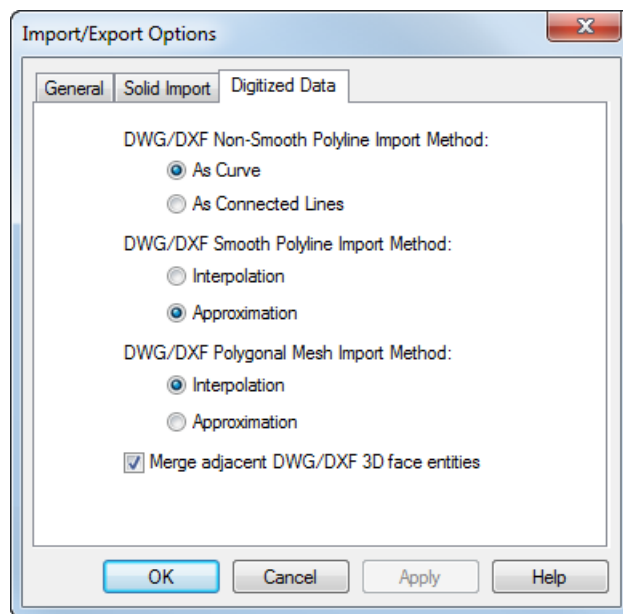 Import/Export Options
General Solid Import Digitized Data
DWG/DXF Non-Smooth Polyline Import Method:
As Curve
As Connected Lines
DWG/DXF Smooth Polyline Import Method:
Interpolation
Approximation
DWG/DXF Polygonal Mesh Import Method:
Interpolation
Approximation
Merge adjacent DWG/DXF 3D face entities
OK Cancel Apply Help